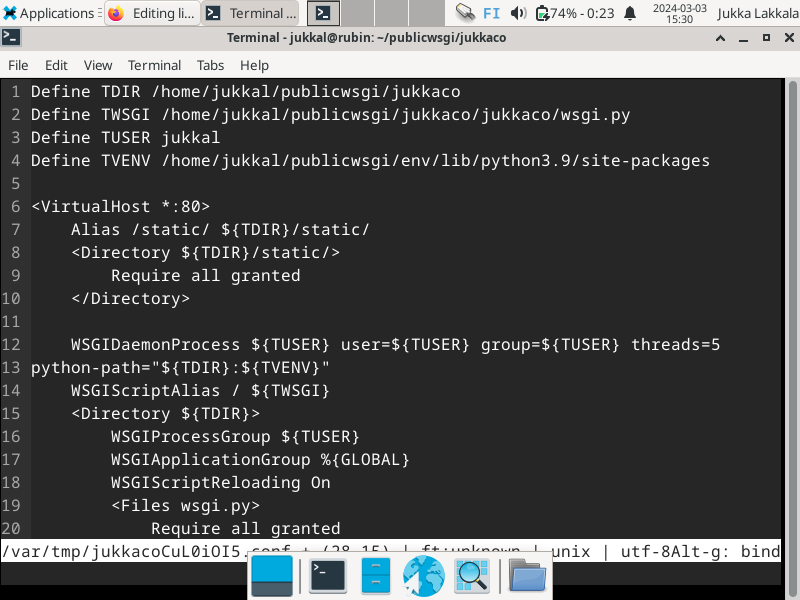 Applications
Editing li...
Terminal ...
FI
74% - 0:23
2024-03-03
15:30
Jukka Lakkala
Terminal - jukkal@rubin: ~/publicwsgi/jukkaco
File Edit View Terminal Tabs Help
1 Define TDIR /home/jukkal/publicwsgi/jukkaco
2 Define TWSGI /home/jukkal/publicwsgi/jukkaco/jukkaco/wsgi.py
3 Define TUSER jukkal
4 Define TVENV /home/jukkal/publicwsgi/env/lib/python3.9/site-packages
5
6 <VirtualHost *:80>
7 Alias /static/ ${TDIR}/static/
8 <Directory ${TDIR}/static/>
9 Require all granted
10 </Directory>
11
12 WSGIDaemonProcess ${TUSER} user=${TUSER} group=${TUSER} threads=5
13 python-path="${TDIR}:${TVENV}"
14 WSGIScriptAlias / ${TWSGI}
15 <Directory ${TDIR}>
16 WSGIProcessGroup ${TUSER}
17 WSGIApplicationGroup %{GLOBAL}
18 WSGIScriptReloading On
19 <Files wsgi.py>
20 Require all granted
/var/tmp/jukkacoCuL0iOI5.conf + (28,15) | ft:unknown | unix | utf-8Alt-g: bind